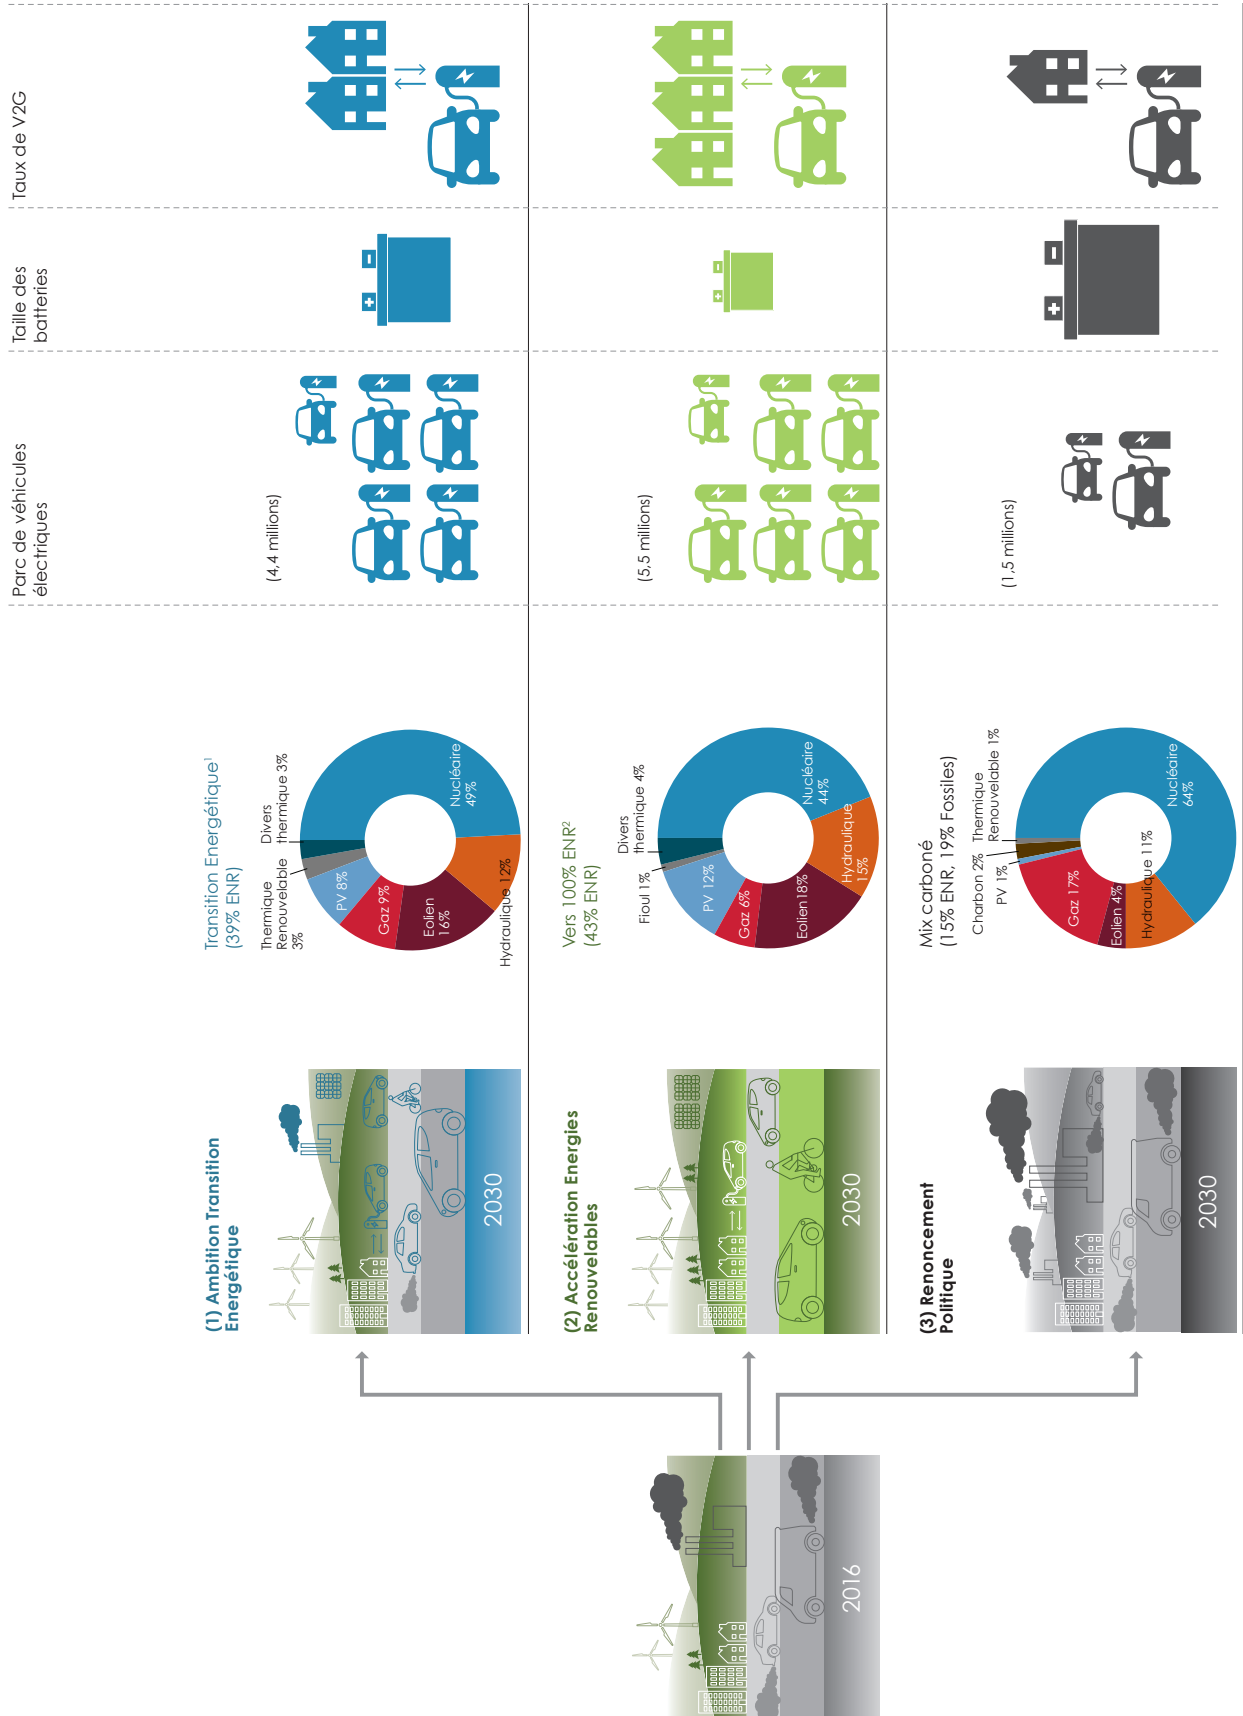 Parc de véhicules
électriques
Taille des
batteries
Taux de V2G
2016
(1) Ambition Transition
Energétique
2030
Transition Energétique¹
(39% ENR)
Thermique
Renouvelable
3%
Divers
thermique 3%
PV 8%
Gaz 9%
Eolien
16%
Hydraulique 12%
Nucléaire
49%
(4,4 millions)
(2) Accélération Energies
Renouvelables
2030
Vers 100% ENR²
(43% ENR)
Fioul 1%
Divers
thermique 4%
PV 12%
Gaz 6%
Eolien18%
Hydraulique
15%
Nucléaire
44%
(5,5 millions)
(3) Renoncement
Politique
2030
Mix carboné
(15% ENR, 19% Fossiles)
Charbon 2%
PV 1%
Thermique
Renouvelable 1%
Gaz 17%
Eolien 4%
Hydraulique 11%
Nucléaire
64%
(1,5 millions)